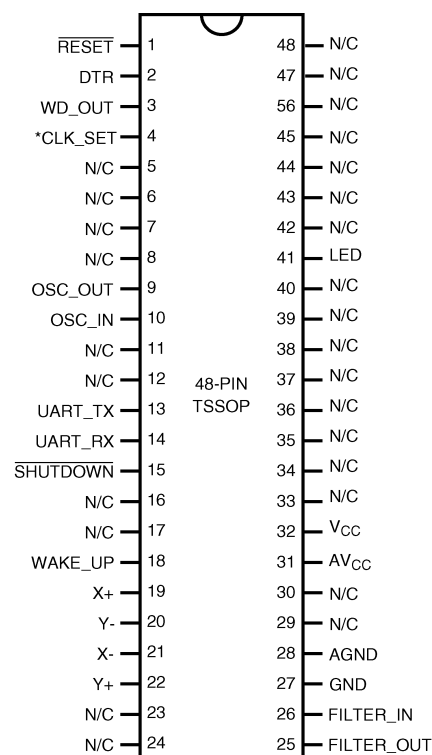 RESET 1 48 N/C
DTR 2 47 N/C
WD_OUT 3 56 N/C
*CLK_SET 4 45 N/C
N/C 5 44 N/C
N/C 6 43 N/C
N/C 7 42 N/C
N/C 8 41 LED
OSC_OUT 9 40 N/C
OSC_IN 10 39 N/C
N/C 11 38 N/C
N/C 12 37 N/C
48-PIN
TSSOP
UART_TX 13 36 N/C
UART_RX 14 35 N/C
SHUTDOWN 15 34 N/C
N/C 16 33 N/C
N/C 17 32 VCC
WAKE_UP 18 31 AVCC
X+ 19 30 N/C
Y- 20 29 N/C
X- 21 28 AGND
Y+ 22 27 GND
N/C 23 26 FILTER_IN
N/C 24 25 FILTER_OUT